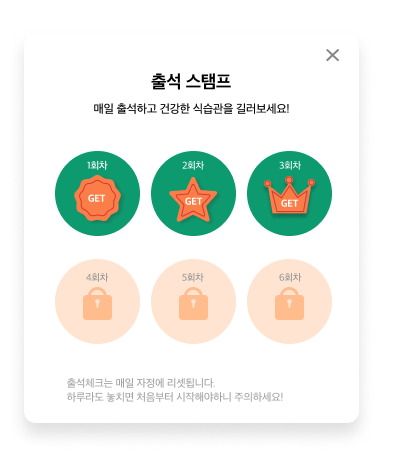 출석 스탬프
매일 출석하고 건강한 식습관을 길러보세요!
1회차
2회차
3회차
GET
GET
GET
4회차
5회차
6회차
출석체크는 매일 자정에 리셋됩니다.
하루라도 놓치면 처음부터 시작해야하니 주의하세요!